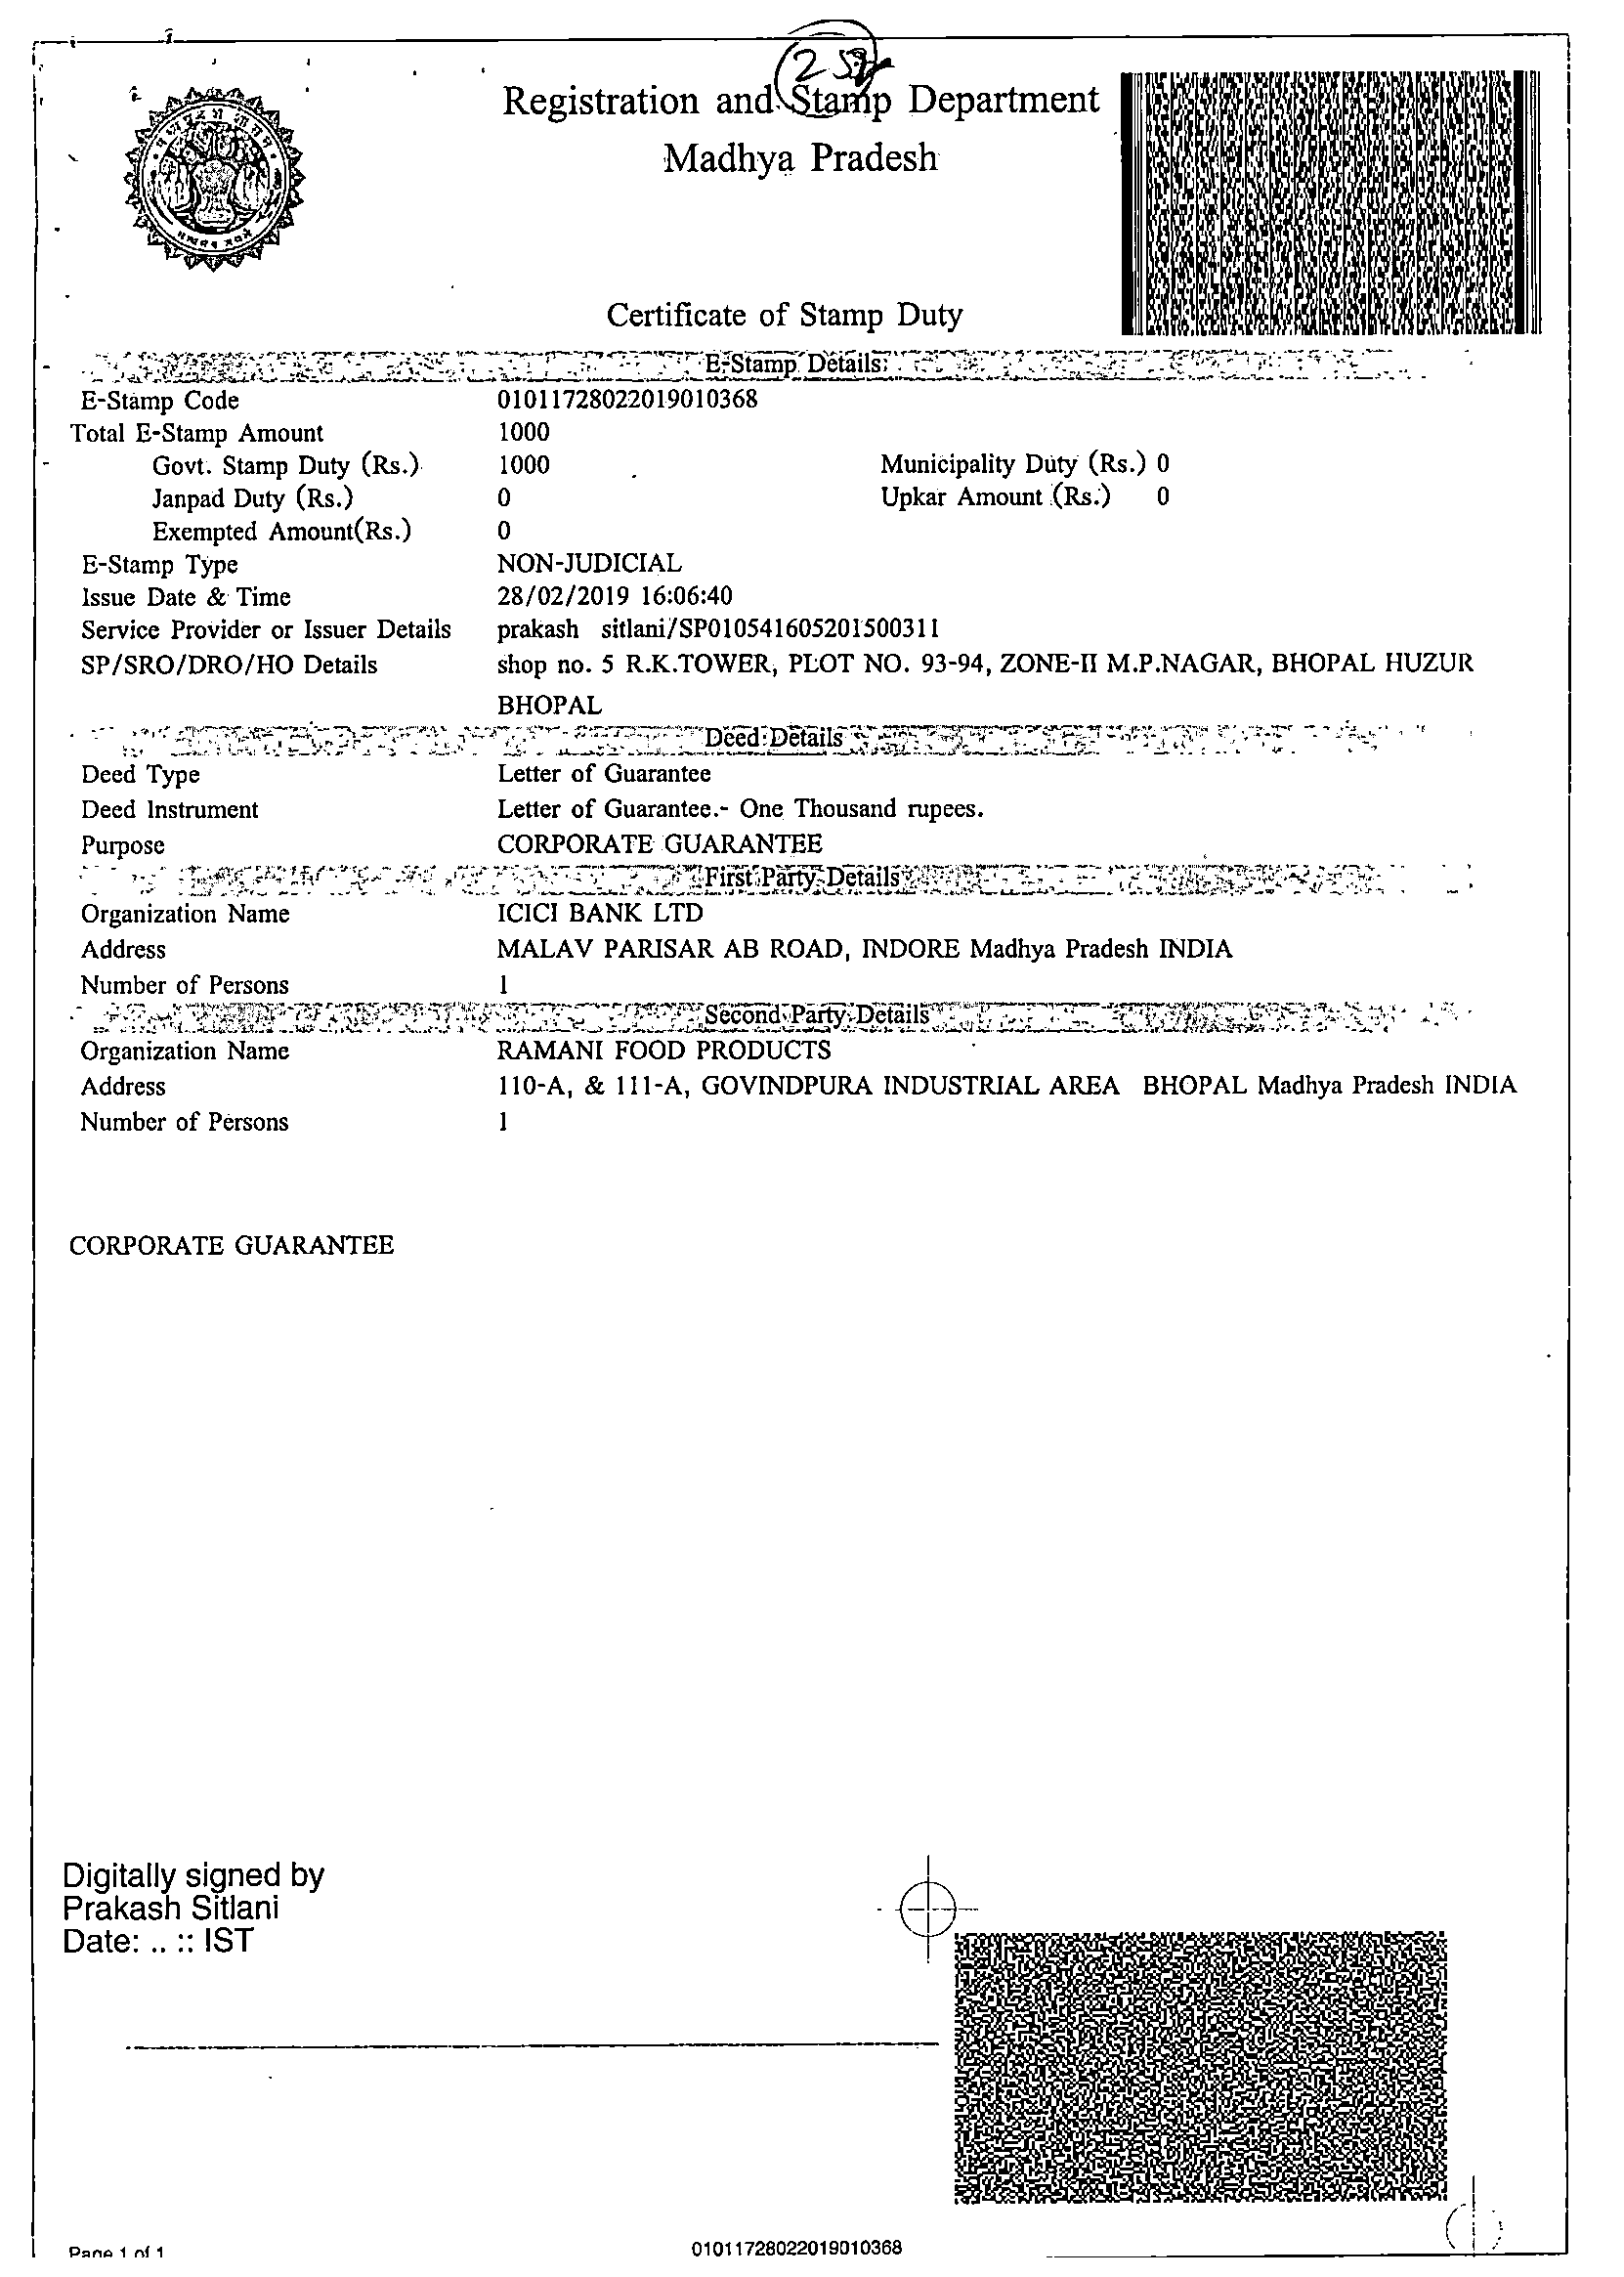 Registration and Stamp Department
Madhya Pradesh
Certificate of Stamp Duty
E-Stamp Details
E-Stamp Code 01011728022019010368
Total E-Stamp Amount 1000
Govt. Stamp Duty (Rs.) 1000 Municipality Duty (Rs.) 0
Janpad Duty (Rs.) 0 Upkar Amount (Rs.) 0
Exempted Amount(Rs.) 0
E-Stamp Type NON-JUDICIAL
Issue Date & Time 28/02/2019 16:06:40
Service Provider or Issuer Details prakash sitlani/SP010541605201500311
SP/SRO/DRO/HO Details shop no. 5 R.K.TOWER, PLOT NO. 93-94, ZONE-II M.P.NAGAR, BHOPAL HUZUR
BHOPAL
Deed Details
Deed Type Letter of Guarantee
Deed Instrument Letter of Guarantee.- One Thousand rupees.
Purpose CORPORATE GUARANTEE
First Party Details
Organization Name ICICI BANK LTD
Address MALAV PARISAR AB ROAD, INDORE Madhya Pradesh INDIA
Number of Persons 1
Second Party Details
Organization Name RAMANI FOOD PRODUCTS
Address 110-A, & 111-A, GOVINDPURA INDUSTRIAL AREA BHOPAL Madhya Pradesh INDIA
Number of Persons 1
CORPORATE GUARANTEE
Digitally signed by
Prakash Sitlani
Date: .. :: IST
Page 1 of 1 01011728022019010368